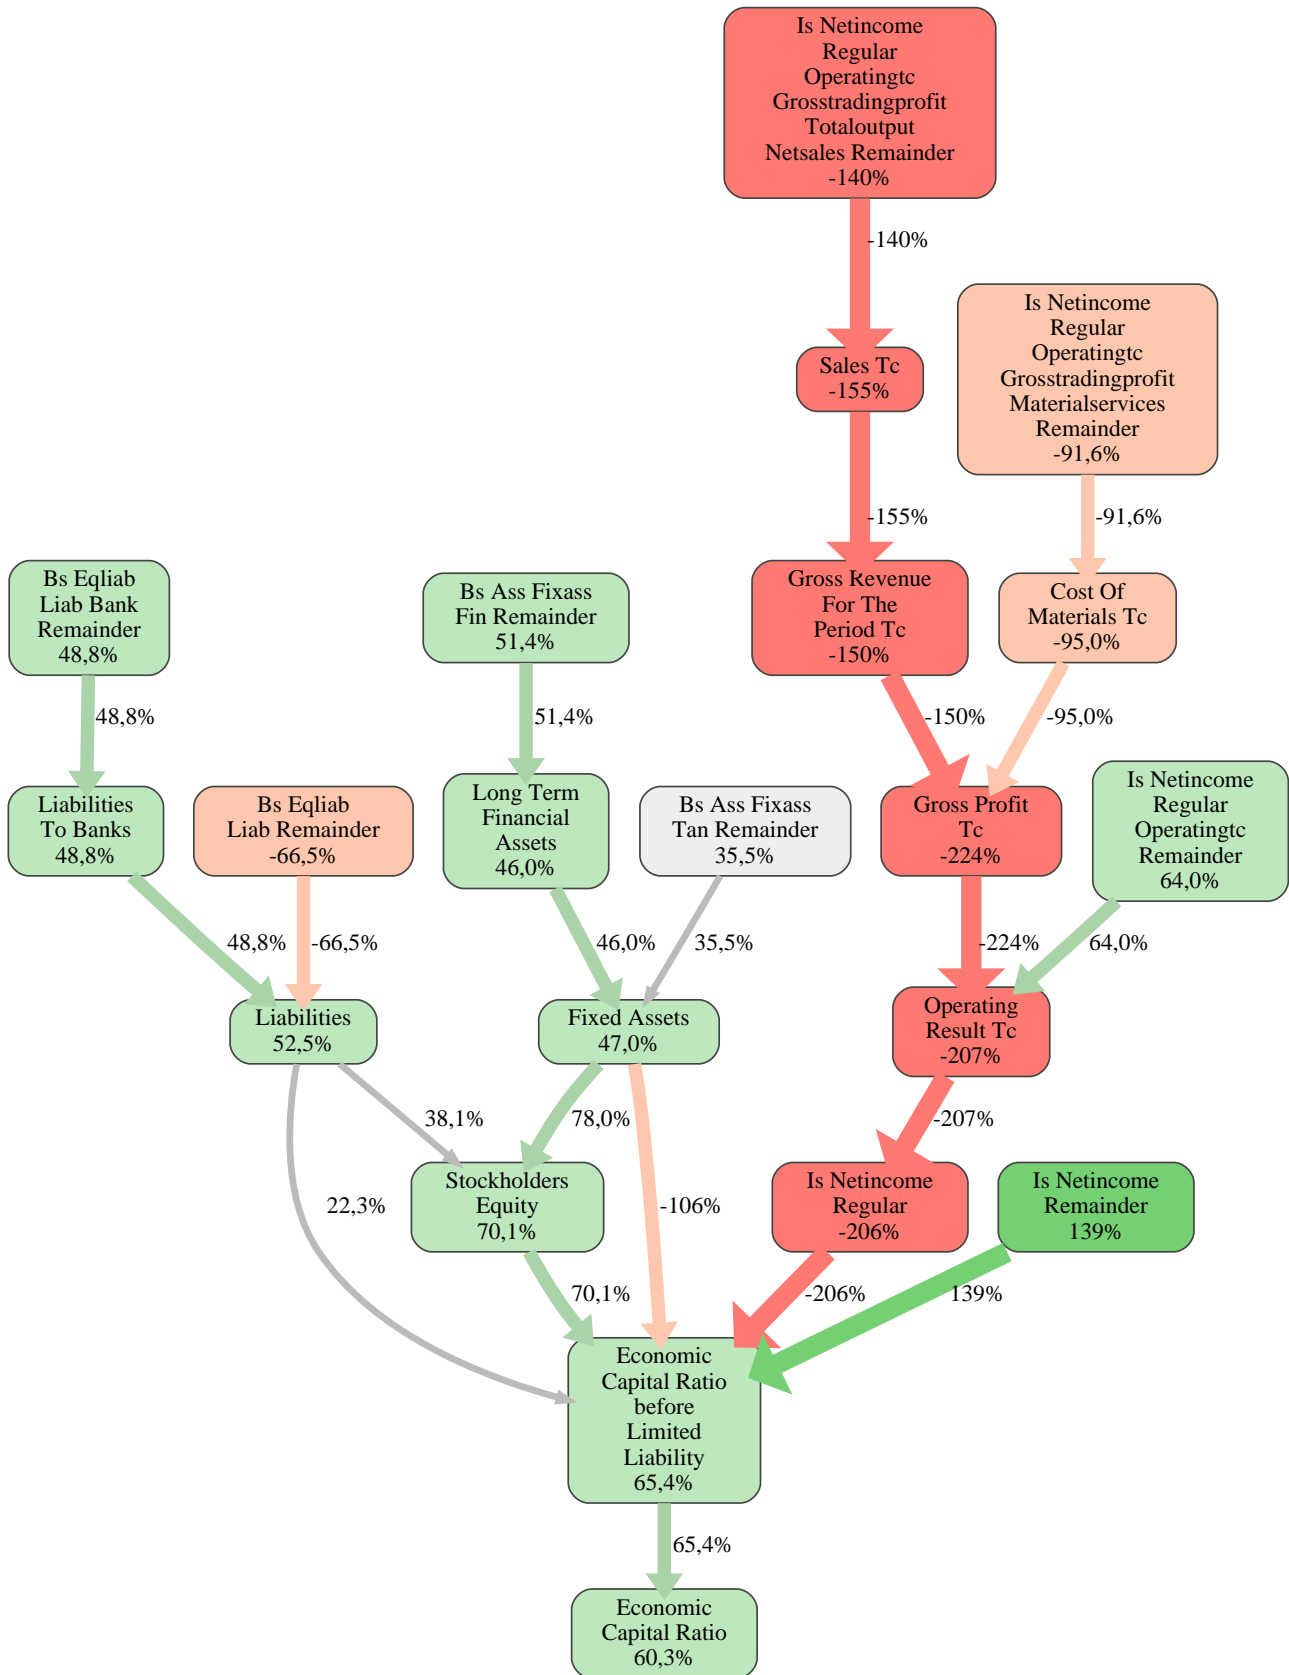 Is Netincome
Regular
Operatingtc
Grosstradingprofit
Totaloutput
Netsales Remainder
-140%
-140%
Is Netincome
Regular
Operatingtc
Grosstradingprofit
Materialservices
Remainder
-91,6%
Sales Tc
-155%
-155%
-91,6%
Bs Eqliab
Liab Bank
Remainder
48,8%
Bs Ass Fixass
Fin Remainder
51,4%
Gross Revenue
For The
Period Tc
-150%
Cost Of
Materials Tc
-95,0%
48,8%
51,4%
-150%
-95,0%
Liabilities
To Banks
48,8%
Bs Eqliab
Liab Remainder
-66,5%
Long Term
Financial
Assets
46,0%
Bs Ass Fixass
Tan Remainder
35,5%
Gross Profit
Tc
-224%
Is Netincome
Regular
Operatingtc
Remainder
64,0%
48,8%
-66,5%
46,0%
35,5%
-224%
64,0%
Liabilities
52,5%
Fixed Assets
47,0%
Operating
Result Tc
-207%
38,1%
78,0%
-207%
Stockholders
Equity
70,1%
Is Netincome
Regular
-206%
Is Netincome
Remainder
139%
22,3%
-106%
70,1%
-206%
139%
Economic
Capital Ratio
before
Limited
Liability
65,4%
65,4%
Economic
Capital Ratio
60,3%